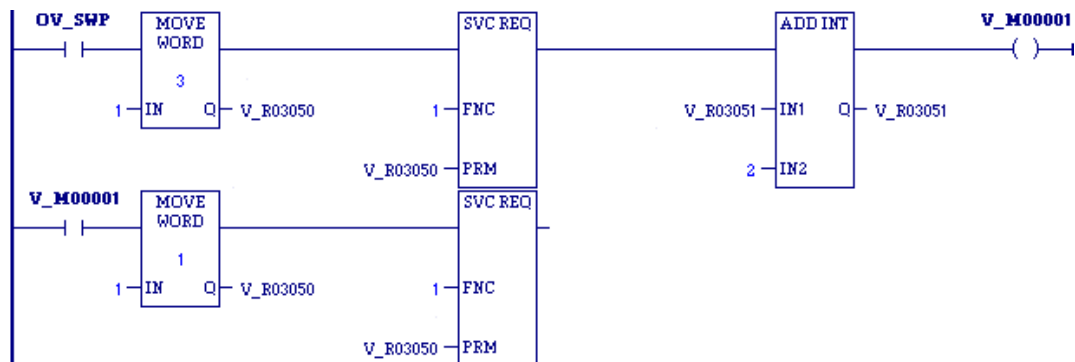 OV_SWP MOVE WORD SVC REQ ADD INT V_M00001
3
1 IN Q V_R03050 1 FNC V_R03051 IN1 Q V_R03051
V_R03050 PRM 2 IN2
V_M00001 MOVE WORD SVC REQ
1
1 IN Q V_R03050 1 FNC
V_R03050 PRM